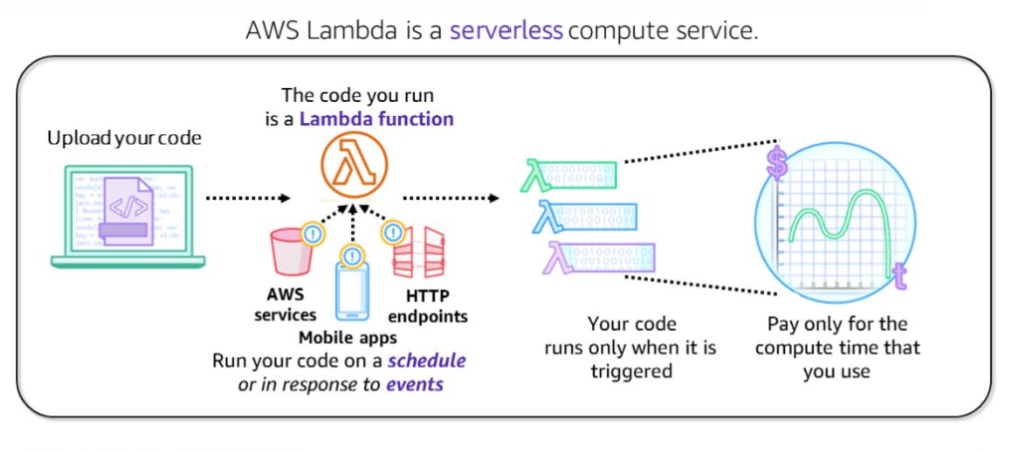 AWS Lambda is a serverless compute service.
Upload your code
The code you run
is a Lambda function
AWS
services
Mobile apps
HTTP
endpoints
Run your code on a schedule
or in response to events
Your code
runs only when it is
triggered
$
t
Pay only for the
compute time that
you use